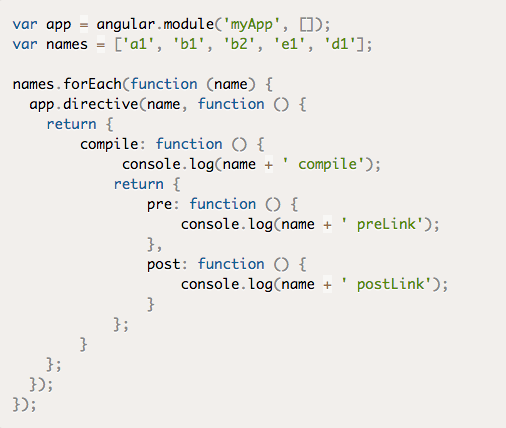 var app = angular.module('myApp', []);
var names = ['a1', 'b1', 'b2', 'e1', 'd1'];

names.forEach(function (name) {
  app.directive(name, function () {
    return {
        compile: function () {
             console.log(name + ' compile');
            return {
                pre: function () {
                    console.log(name + ' preLink');
                },
                post: function () {
                    console.log(name + ' postLink');
                }
            };
        }
    };
  });
});